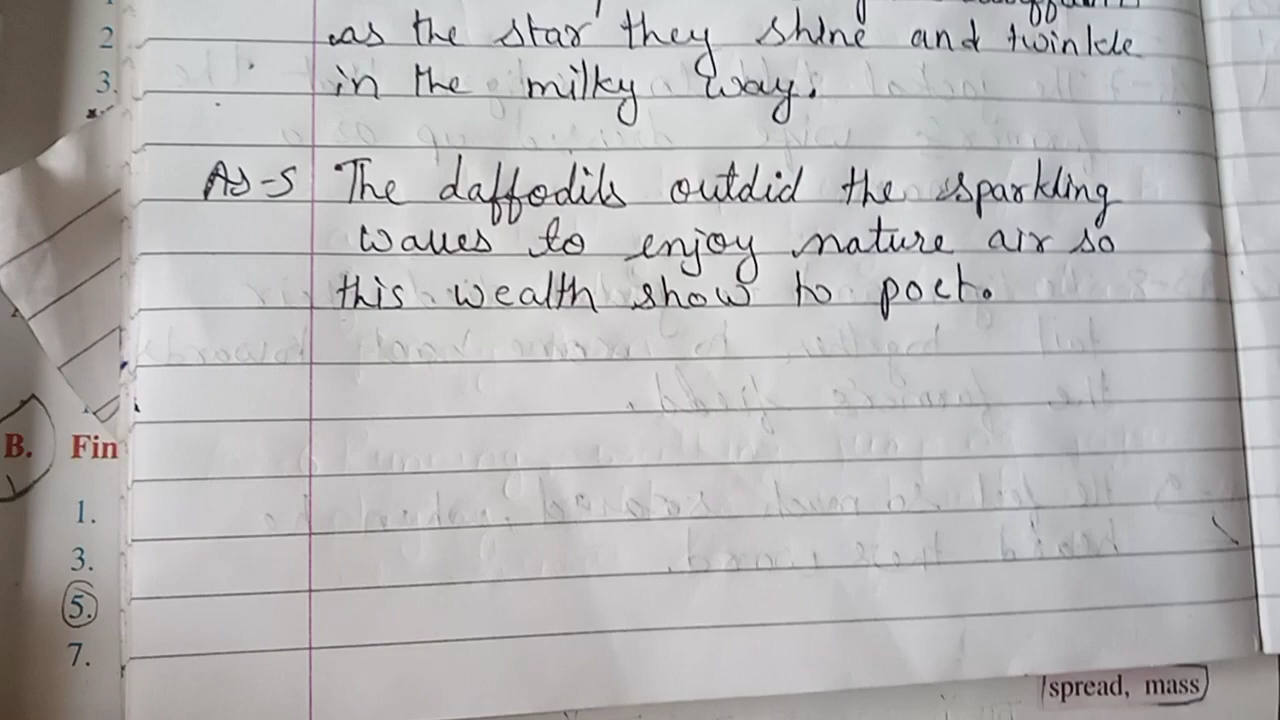 2
3.
as the star they shine and twinkle
in the milky way.
As-5 The daffodils outdid the sparkling
waves to enjoy nature air so
this wealth show to poet.
B. Fin
1.
3.
5.
7.
spread, mass